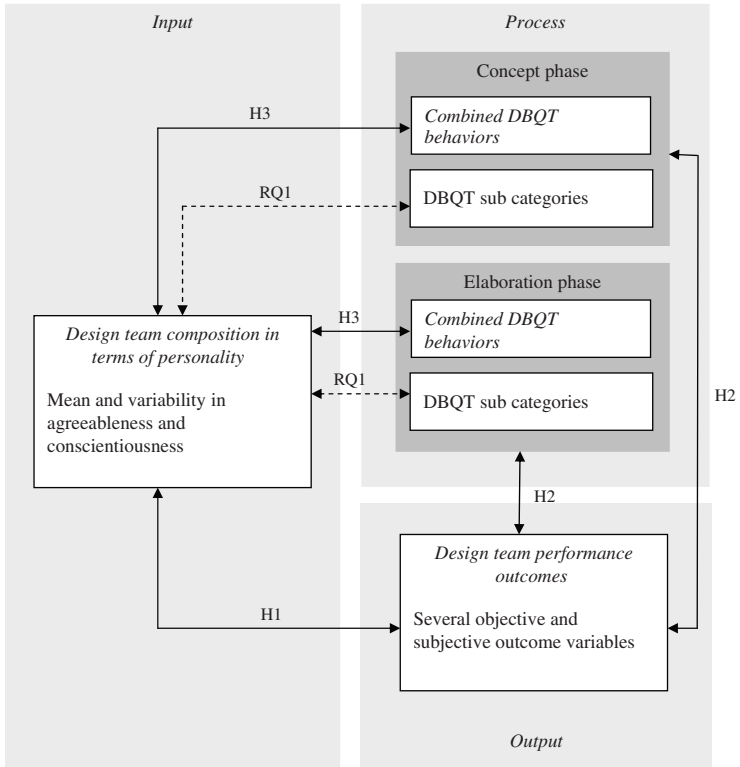 Input
Process
Concept phase
H3
Combined DBQT
behaviors
RQ1
DBQT sub categories
Elaboration phase
Design team composition in
terms of personality
Mean and variability in
agreeableness and
conscientiousness
H3
Combined DBQT
behaviors
RQ1
DBQT sub categories
H2
H2
Design team performance
outcomes
Several objective and
subjective outcome variables
H1
Output